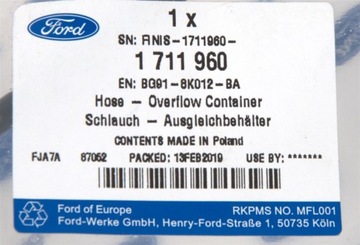 1 x
Ford
SN: FINIS-1711960-
1 711 960
EN: BG91-8K012-BA
Hose - Overflow Container
Schlauch - Ausgleichbehälter
CONTENTS MADE IN Poland
FJA7A 87052 PACKED: 13FEB2019 USE BY: *******
Ford of Europe RKPMS NO. MFL001
Ford-Werke GmbH, Henry-Ford-Straße 1, 50735 Köln